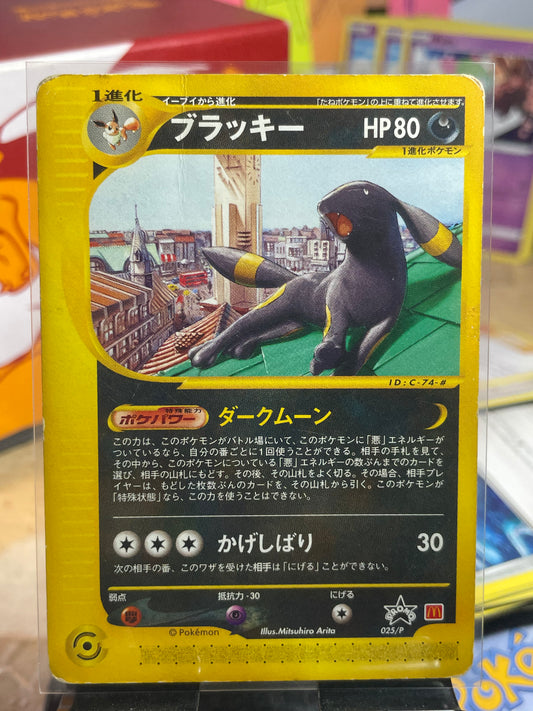 1進化
イーブイから進化
「たねポケモン」の上に重ねて進化させます。
ブラッキー
HP80
1進化ポケモン
ID:C-74-#
特殊能力
ポケパワー
ダークムーン
この力は、このポケモンがバトル場にいて、このポケモンに「悪」エネルギーが
ついているなら、自分の番ごとに1回使うことができる。相手の手札を見て、
その中から、このポケモンについている「悪」エネルギーの数ぶんまでのカードを
選び、相手の山札にもどす。その後、その山札をよく切る。その場合、相手プレ
イヤーは、もどした枚数ぶんのカードを、その山札から引く。このポケモンが
「特殊状態」なら、この力を使うことはできない。
かげしばり
30
次の相手の番、このワザを受けた相手は「にげる」ことができない。
弱点
抵抗力-30
にげる
PROMO
©Pokémon
Illus.Mitsuhiro Arita
025/P
Poké